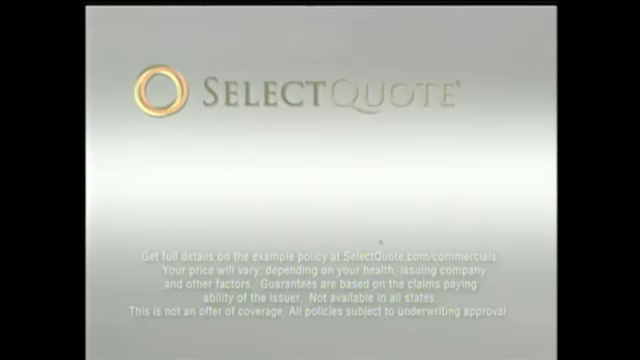 SELECTQUOTE
Get full details on the example policy at SelectQuote.com/commercials
Your price will vary, depending on your health, issuing company
and other factors. Guarantees are based on the claims paying
ability of the issuer. Not available in all states.
This is not an offer of coverage. All policies subject to underwriting approval.